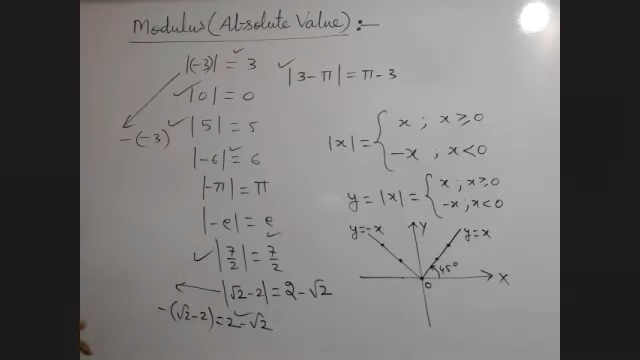 Modulus (Absolute Value) :-
|(-3)| = 3
-(-3)
|0| = 0
|5| = 5
|-6| = 6
|-π| = π
|-e| = e
|7/2| = 7/2
|√2-2| = 2-√2
-(√2-2) = 2-√2
|3-π| = π-3
|x| = { x ; x ≥ 0
-x , x < 0
y = |x| = { x ; x ≥ 0
-x ; x < 0
y=-x
Y
y=x
45°
O
X